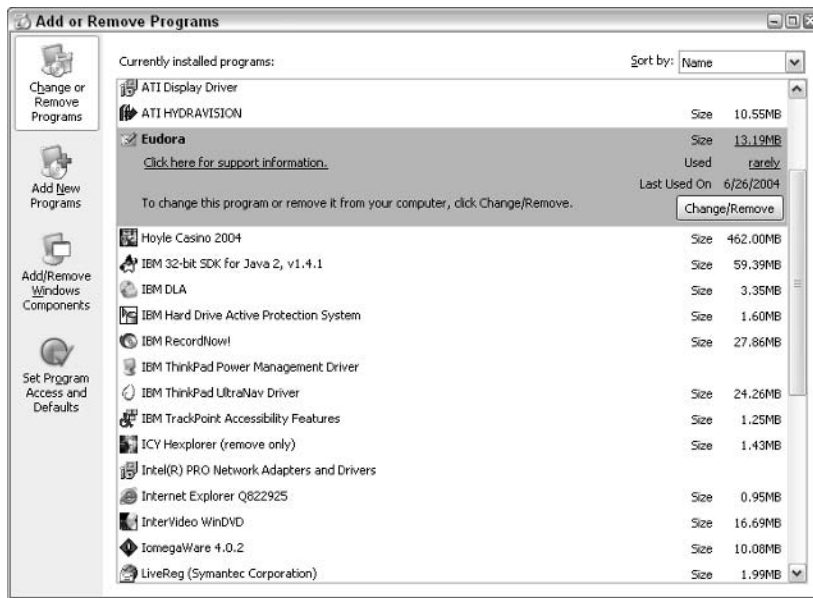 Add or Remove Programs
Change or
Remove
Programs
Add New
Programs
Add/Remove
Windows
Components
Set Program
Access and
Defaults
Currently installed programs:
Sort by: Name
ATI Display Driver
ATI HYDRAVISION Size 10.55MB
Eudora Size 13.19MB
Click here for support information. Used rarely
Last Used On 6/26/2004
To change this program or remove it from your computer, click Change/Remove. Change/Remove
Hoyle Casino 2004 Size 462.00MB
IBM 32-bit SDK for Java 2, v1.4.1 Size 59.39MB
IBM DLA Size 3.35MB
IBM Hard Drive Active Protection System Size 1.60MB
IBM RecordNow! Size 27.86MB
IBM ThinkPad Power Management Driver
IBM ThinkPad UltraNav Driver Size 24.26MB
IBM TrackPoint Accessibility Features Size 1.25MB
ICY Hexplorer (remove only) Size 1.43MB
Intel(R) PRO Network Adapters and Drivers
Internet Explorer Q822925 Size 0.95MB
InterVideo WinDVD Size 16.69MB
IomegaWare 4.0.2 Size 10.08MB
LiveReg (Symantec Corporation) Size 1.99MB